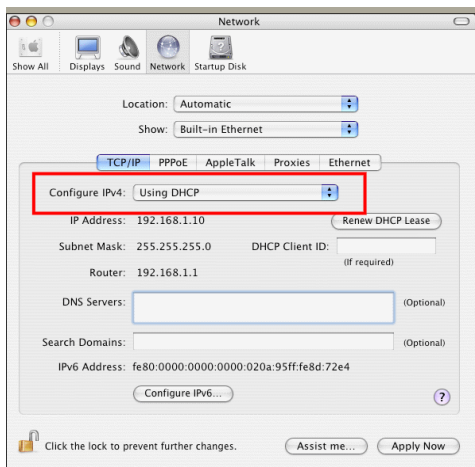 Network
Show All Displays Sound Network Startup Disk
Location: Automatic
Show: Built-in Ethernet
TCP/IP PPPoE AppleTalk Proxies Ethernet
Configure IPv4: Using DHCP
IP Address: 192.168.1.10 Renew DHCP Lease
Subnet Mask: 255.255.255.0 DHCP Client ID:
(If required)
Router: 192.168.1.1
DNS Servers: (Optional)
Search Domains: (Optional)
IPv6 Address: fe80:0000:0000:0000:020a:95ff:fe8d:72e4
Configure IPv6... ?
Click the lock to prevent further changes. Assist me... Apply Now